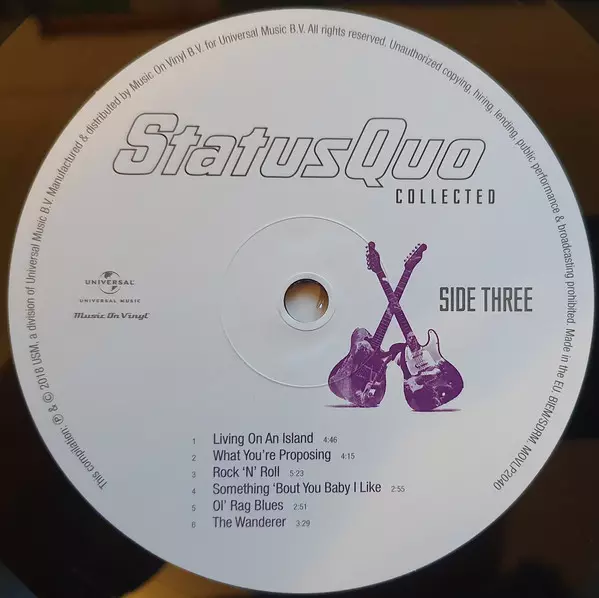 This compilation: ℗ & © 2018 USM, a division of Universal Music B.V. Manufactured & distributed by Music On Vinyl B.V. for Universal Music B.V. All rights reserved. Unauthorized copying, hiring, lending, public performance & broadcasting prohibited. Made in the EU. BIEM/SDRM. MOVLP2040
StatusQuo
COLLECTED
UNIVERSAL
UNIVERSAL MUSIC
Music On Vinyl
SIDE THREE
1 Living On An Island 4:46
2 What You're Proposing 4:15
3 Rock ‘N’ Roll 5:23
4 Something ‘Bout You Baby I Like 2:55
5 Ol’ Rag Blues 2:51
6 The Wanderer 3:29